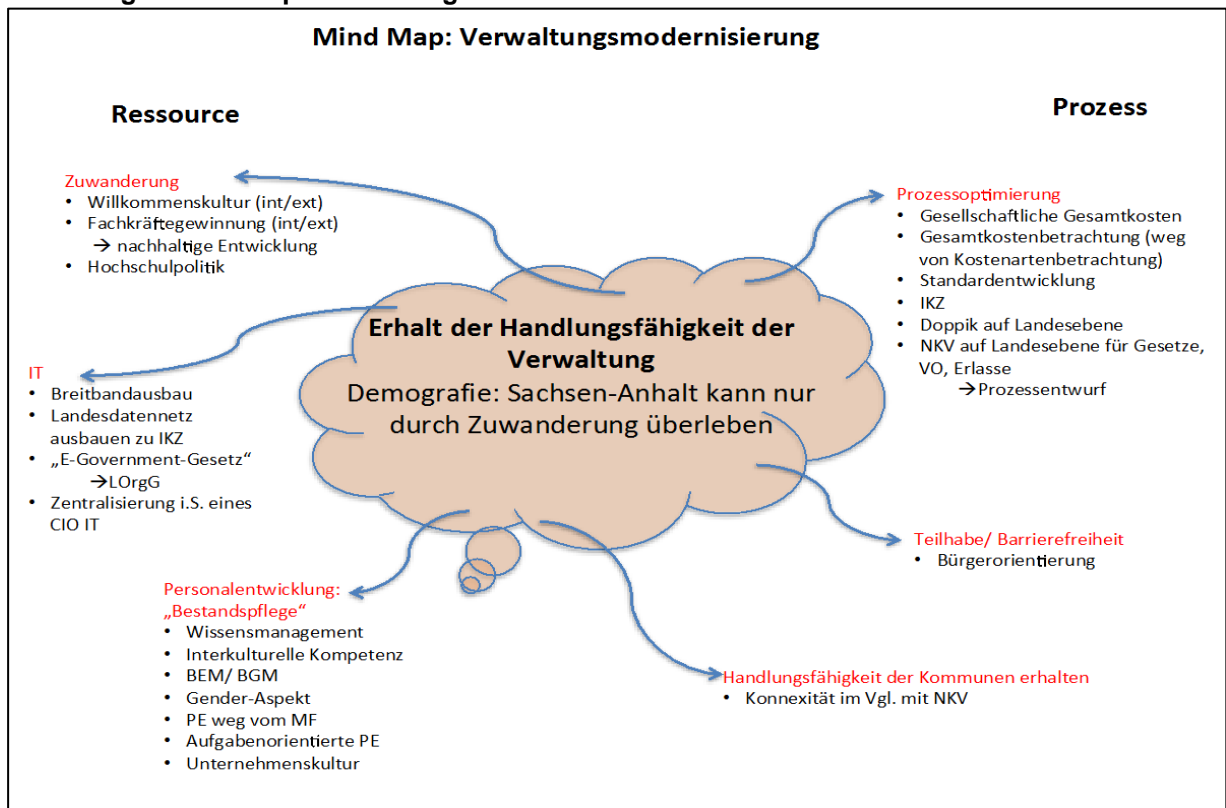 Mind Map: Verwaltungsmodernisierung
Ressource
Prozess
Zuwanderung
• Willkommenskultur (int/ext)
• Fachkräftegewinnung (int/ext)
→ nachhaltige Entwicklung
• Hochschulpolitik
Prozessoptimierung
• Gesellschaftliche Gesamtkosten
• Gesamtkostenbetrachtung (weg
von Kostenartenbetrachtung)
• Standardentwicklung
• IKZ
• Doppik auf Landesebene
• NKV auf Landesebene für Gesetze,
VO, Erlasse
→Prozessentwurf
Erhalt der Handlungsfähigkeit der
Verwaltung
Demografie: Sachsen-Anhalt kann nur
durch Zuwanderung überleben
IT
• Breitbandausbau
• Landesdatennetz
ausbauen zu IKZ
• „E-Government-Gesetz“
→LOrgG
• Zentralisierung i.S. eines
CIO IT
Teilhabe/ Barrierefreiheit
• Bürgerorientierung
Personalentwicklung:
„Bestandspflege“
• Wissensmanagement
• Interkulturelle Kompetenz
• BEM/ BGM
• Gender-Aspekt
• PE weg vom MF
• Aufgabenorientierte PE
• Unternehmenskultur
Handlungsfähigkeit der Kommunen erhalten
• Konnexität im Vgl. mit NKV